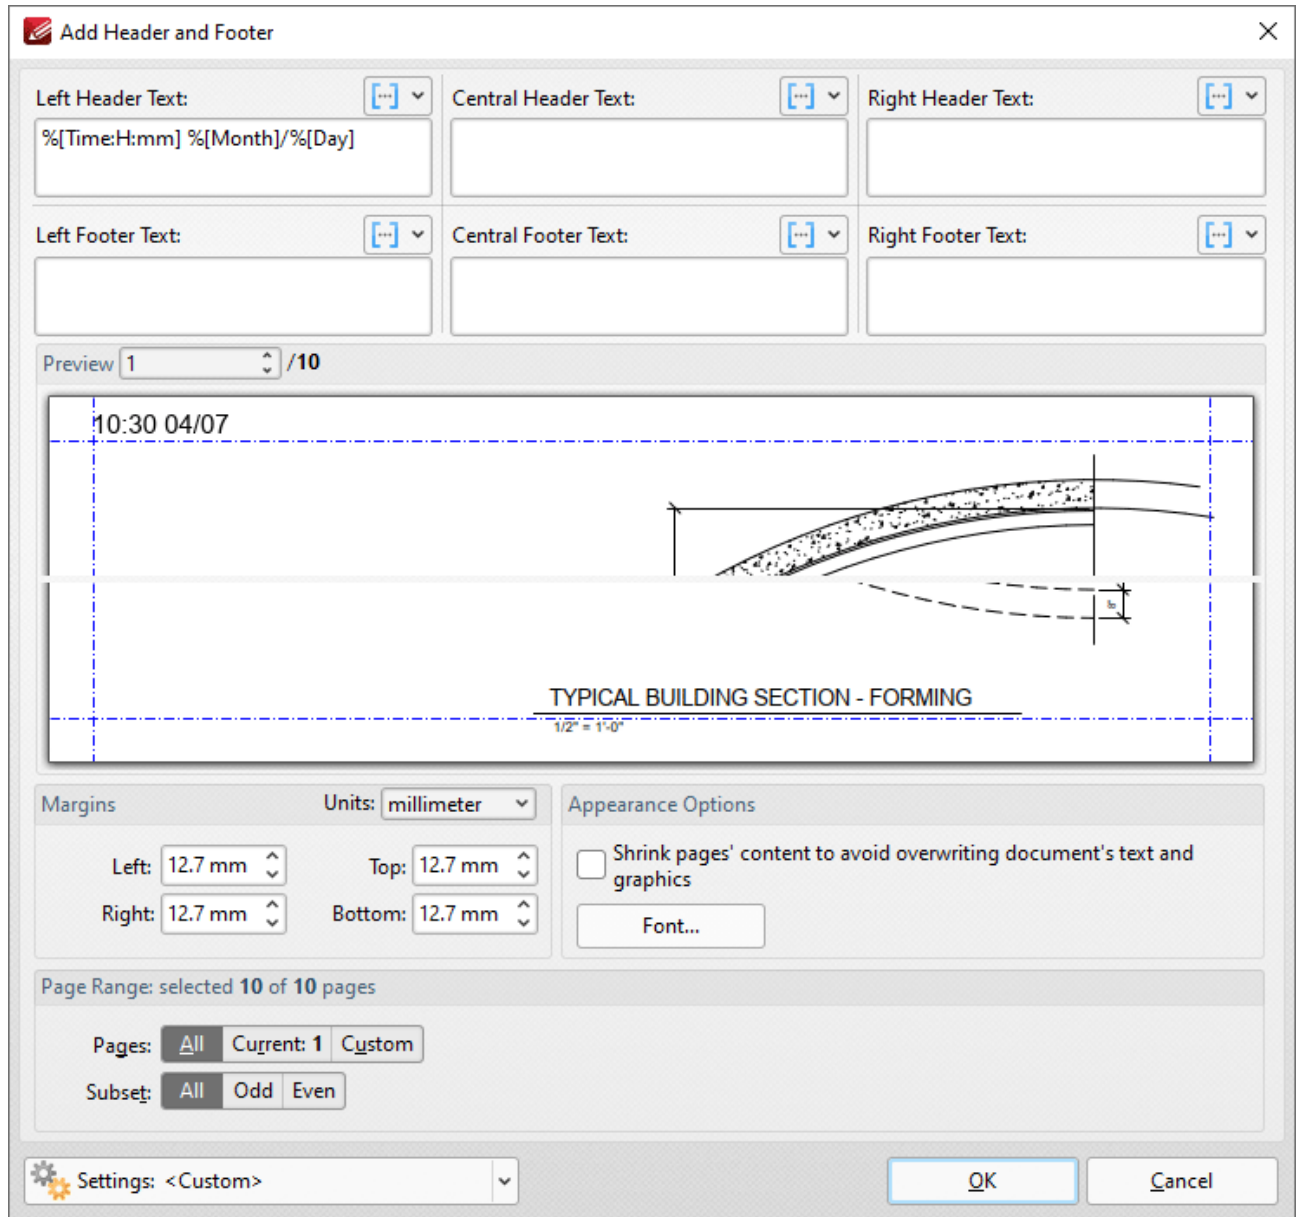 Add Header and Footer
Left Header Text:
Central Header Text:
Right Header Text:
%[Time:H:mm] %[Month]/%[Day]
Left Footer Text:
Central Footer Text:
Right Footer Text:
Preview 1 /10
10:30 04/07
8"
TYPICAL BUILDING SECTION - FORMING
1/2" = 1'-0"
Margins
Units: millimeter
Left: 12.7 mm
Top: 12.7 mm
Right: 12.7 mm
Bottom: 12.7 mm
Appearance Options
Shrink pages' content to avoid overwriting document's text and
graphics
Font...
Page Range: selected 10 of 10 pages
Pages: All Current: 1 Custom
Subset: All Odd Even
Settings: <Custom>
OK
Cancel